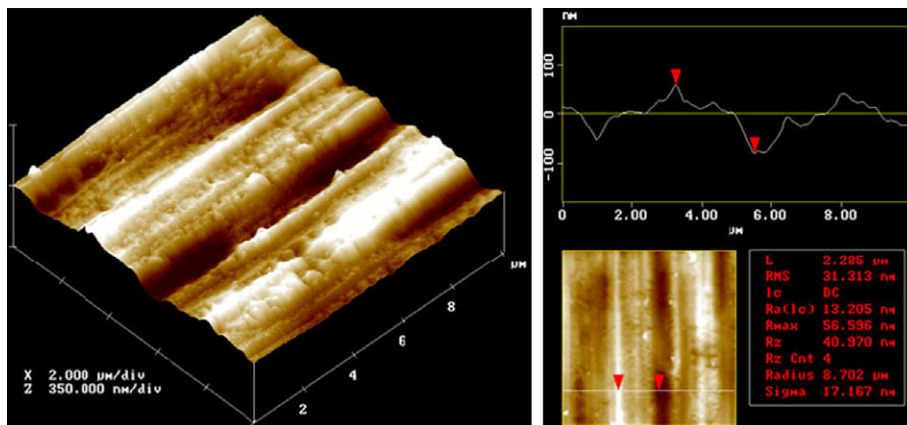 µm
8
6
4
2
X 2.000 µm/div
Z 350.000 nm/div
nm
100
0
-100
0 2.00 4.00 6.00 8.00
µm
L 2.285 µm
RMS 31.313 nm
lc DC
Ra(lc) 13.205 nm
Rmax 56.596 nm
Rz 40.970 nm
Rz Cnt 4
Radius 8.702 µm
Sigma 17.167 nm